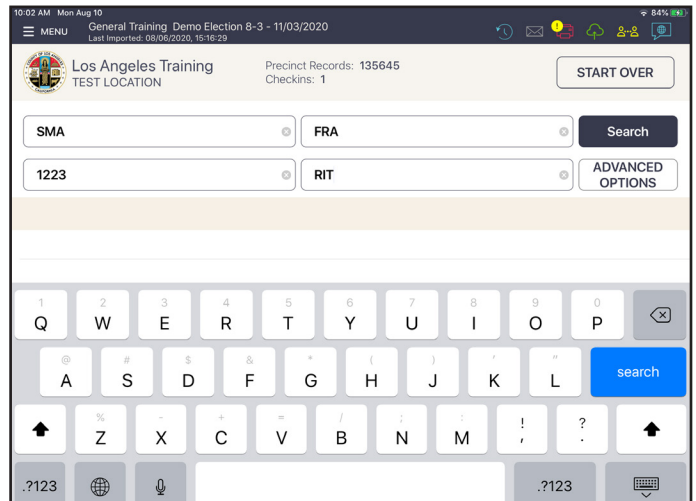 10:02 AM Mon Aug 10
84%
MENU
General Training Demo Election 8-3 - 11/03/2020
Last Imported: 08/06/2020, 15:16:29
Los Angeles Training
TEST LOCATION
Precinct Records: 135645
Checkins: 1
START OVER
SMA
FRA
Search
1223
RIT
ADVANCED
OPTIONS
1 2 3 4 5 6 7 8 9 0
Q W E R T Y U I O P
@ # $ & * ( ) ' "
A S D F G H J K L
search
% - + = / ; : ! ?
Z X C V B N M , .
.?123
.?123